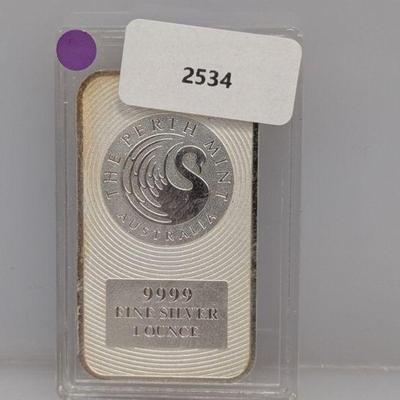 2534
THE PERTH MINT
AUSTRALIA
9999
FINE SILVER
1 OUNCE